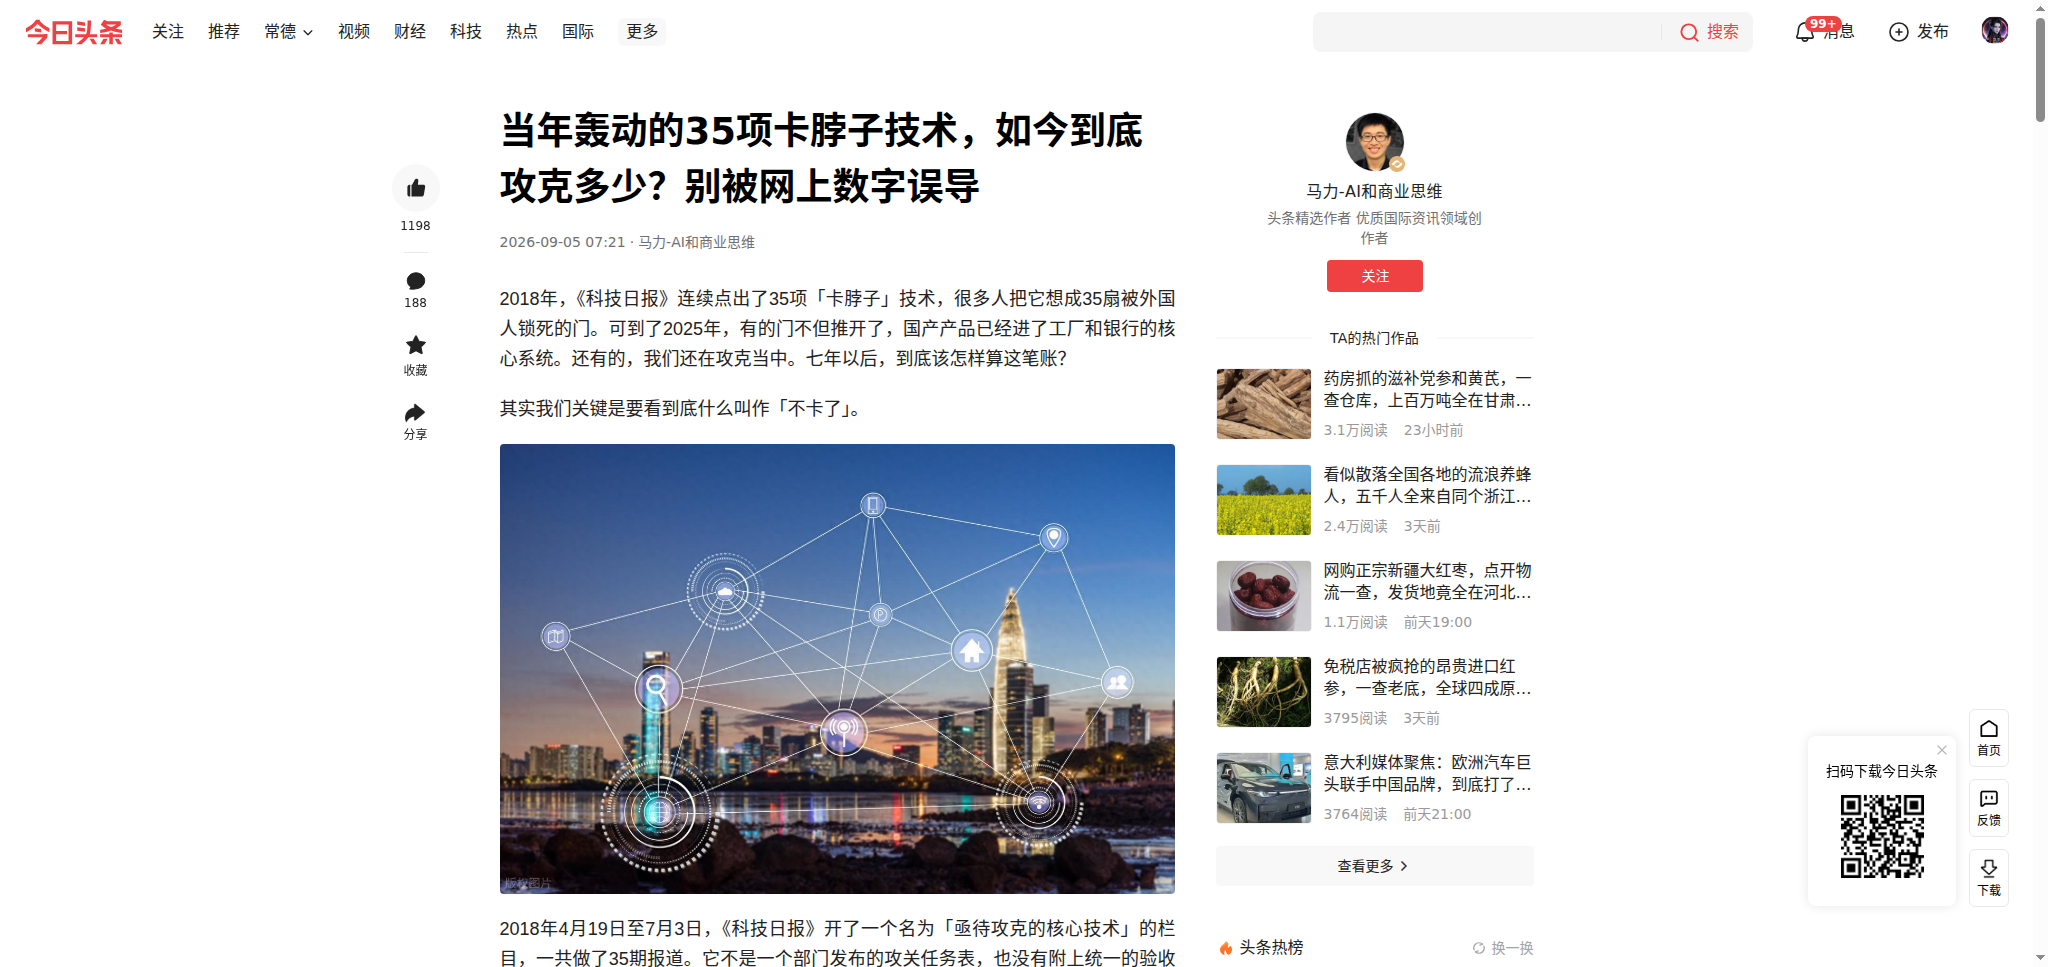 今日头条
关注
推荐
常德
视频
财经
科技
热点
国际
更多
搜索
99+
消息
发布
当年轰动的35项卡脖子技术，如今到底
攻克多少？别被网上数字误导
2026-09-05 07:21 · 马力-AI和商业思维
1198
188
收藏
分享
2018年，《科技日报》连续点出了35项「卡脖子」技术，很多人把它想成35扇被外国
人锁死的门。可到了2025年，有的门不但推开了，国产产品已经进了工厂和银行的核
心系统。还有的，我们还在攻克当中。七年以后，到底该怎样算这笔账？
其实我们关键是要看到底什么叫作「不卡了」。
版权图片
2018年4月19日至7月3日，《科技日报》开了一个名为「亟待攻克的核心技术」的栏
目，一共做了35期报道。它不是一个部门发布的攻关任务表，也没有附上统一的验收
马力-AI和商业思维
头条精选作者 优质国际资讯领域创
作者
关注
TA的热门作品
药房抓的滋补党参和黄芪，一
查仓库，上百万吨全在甘肃...
3.1万阅读 23小时前
看似散落全国各地的流浪养蜂
人，五千人全来自同个浙江...
2.4万阅读 3天前
网购正宗新疆大红枣，点开物
流一查，发货地竟全在河北...
1.1万阅读 前天19:00
免税店被疯抢的昂贵进口红
参，一查老底，全球四成原...
3795阅读 3天前
意大利媒体聚焦：欧洲汽车巨
头联手中国品牌，到底打了...
3764阅读 前天21:00
查看更多
头条热榜
换一换
扫码下载今日头条
首页
反馈
下载